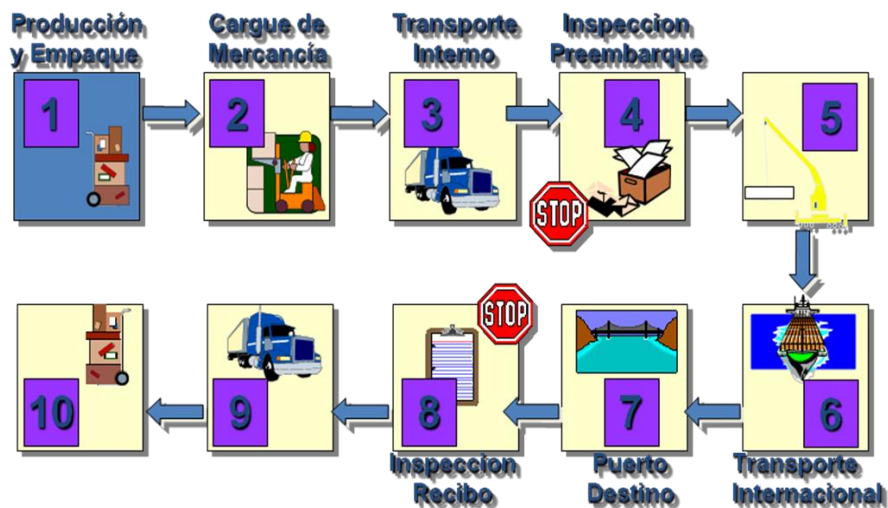 Producción
y Empaque
Cargue de
Mercancía
Transporte
Interno
Inspeccion
Preembarque
1
2
3
4
5
STOP
STOP
10
9
8
7
6
Inspeccion
Recibo
Puerto
Destino
Transporte
Internacional